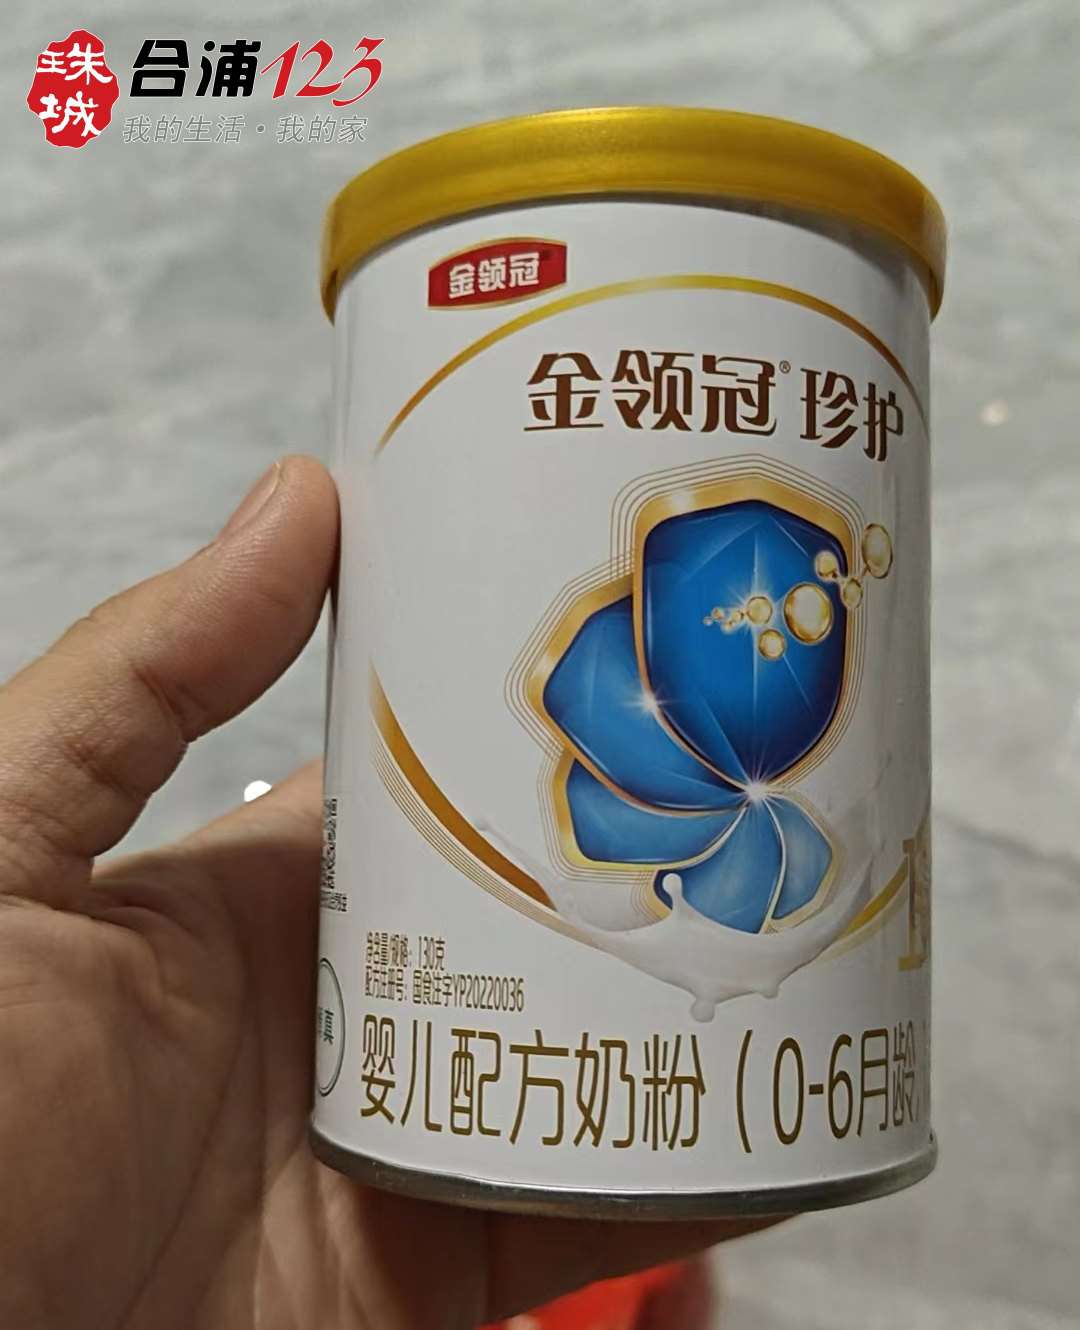 珠城
合浦123
我的生活·我的家
金领冠
金领冠® 珍护
净含量/规格：130克
配方注册号：国食注字YP20220036
婴儿配方奶粉（0-6月龄